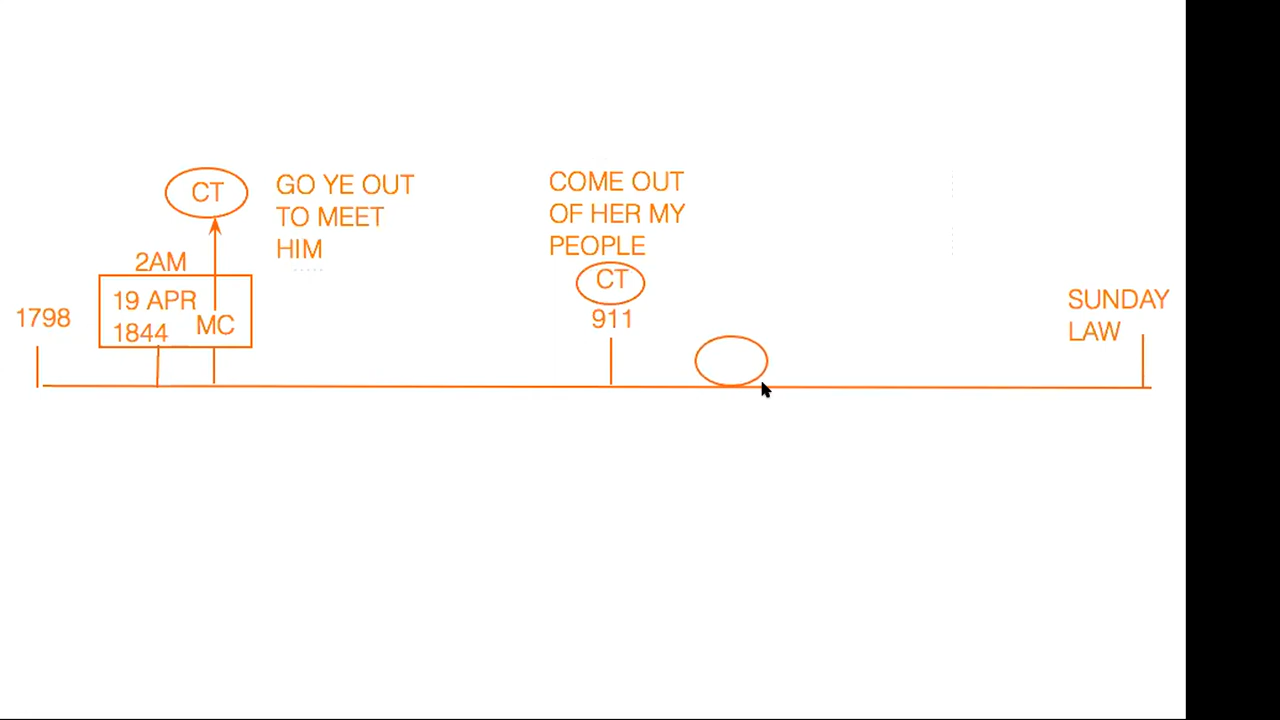 CT
GO YE OUT
TO MEET
HIM
2AM
19 APR
1844
MC
1798
COME OUT
OF HER MY
PEOPLE
CT
911
SUNDAY
LAW